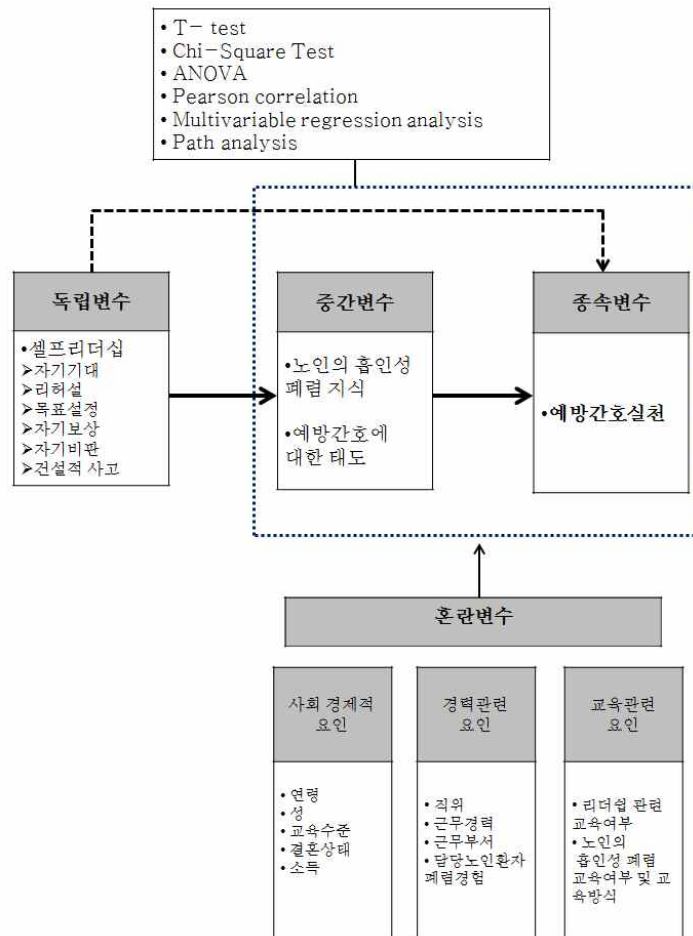 • T- test
• Chi-Square Test
• ANOVA
• Pearson correlation
• Multivariable regression analysis
• Path analysis
독립변수
•셀프리더십
➤자기기대
➤리허설
➤목표설정
➤자기보상
➤자기비판
➤건설적 사고
중간변수
•노인의 흡인성
폐렴 지식
•예방간호에
대한 태도
종속변수
•예방간호실천
혼란변수
사회 경제적
요인
• 연령
• 성
• 교육수준
• 결혼상태
• 소득
경력관련
요인
• 직위
• 근무경력
• 근무부서
• 담당노인환자
폐렴경험
교육관련
요인
• 리더쉽 관련
교육여부
• 노인의
흡인성 폐렴
교육여부 및 교
육방식